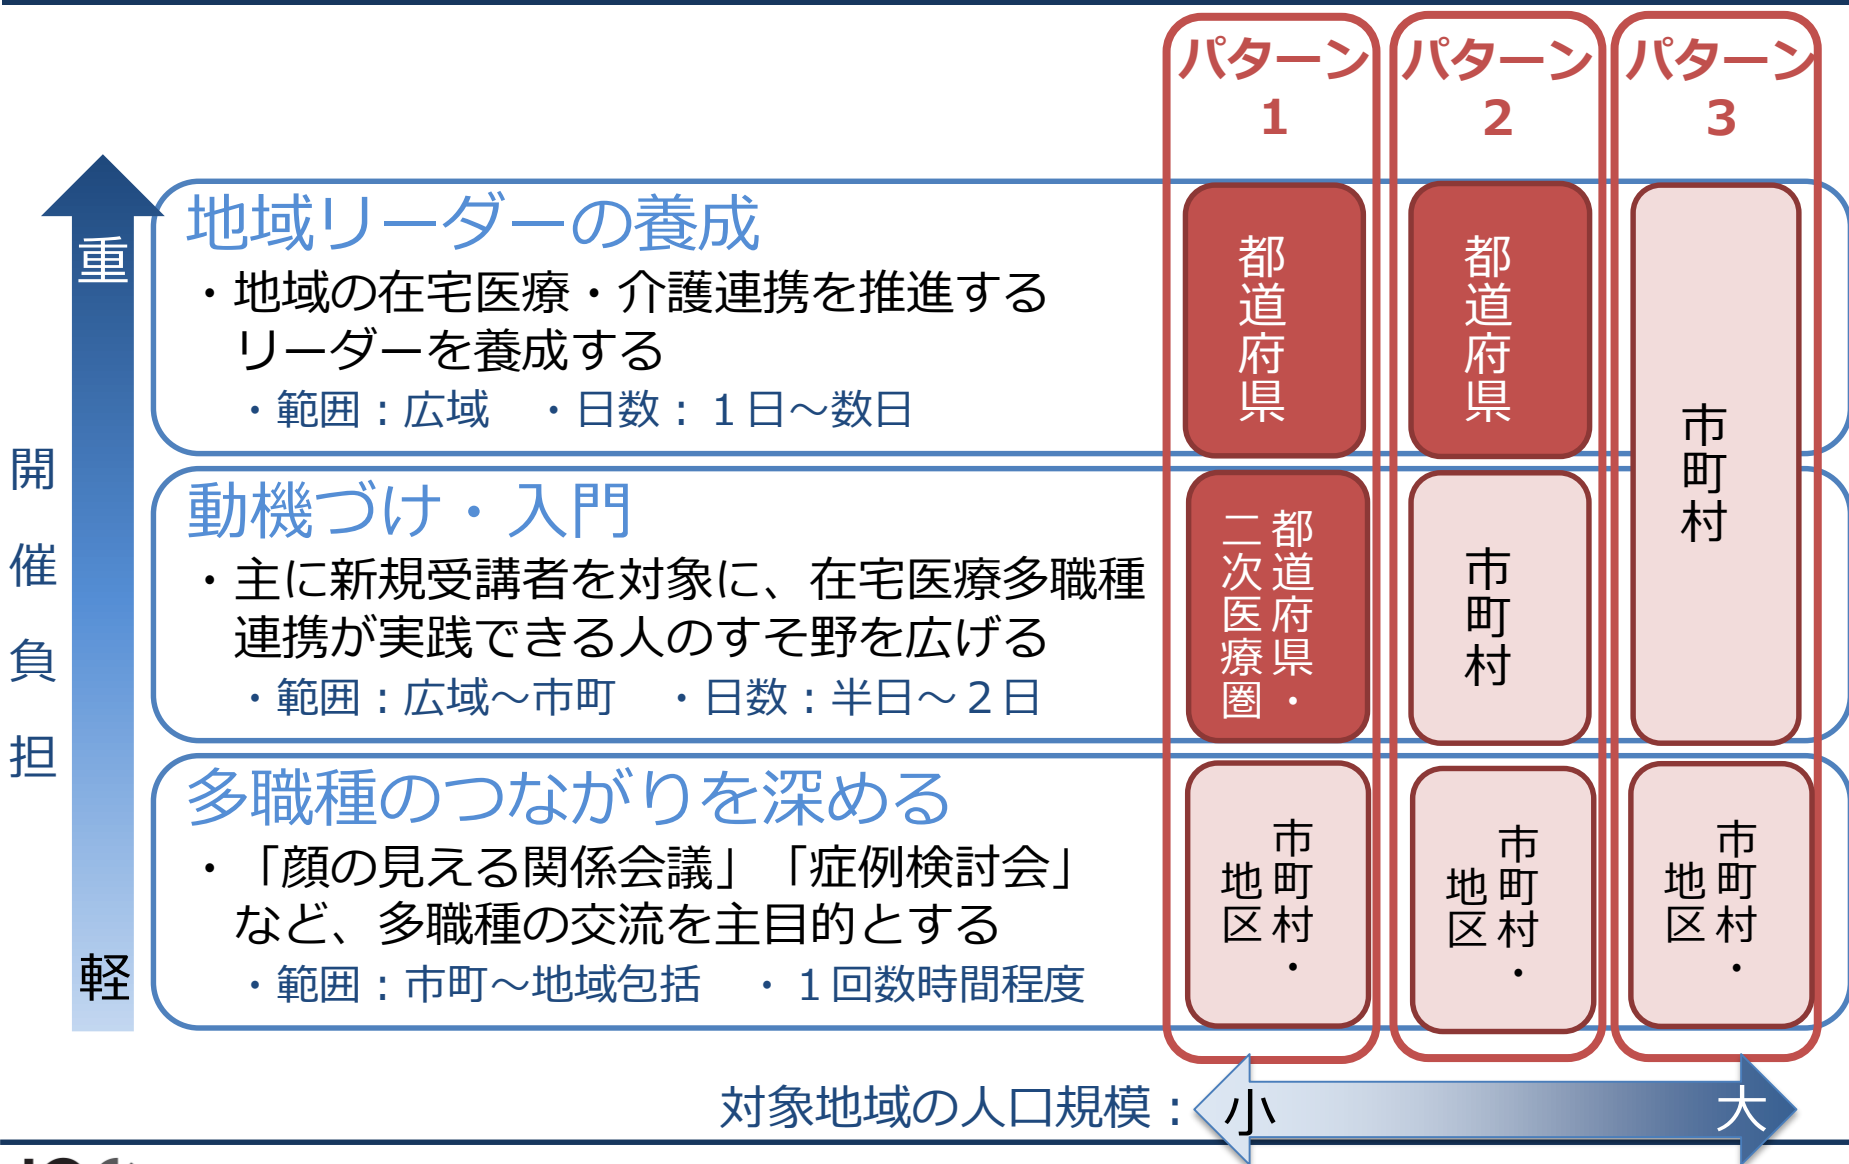 パターン
1
パターン
2
パターン
3
開催負担
重
軽
地域リーダーの養成
・地域の在宅医療・介護連携を推進する
リーダーを養成する
・範囲：広域　・日数：１日～数日
都道府県
都道府県
市町村
動機づけ・入門
・主に新規受講者を対象に、在宅医療多職種
連携が実践できる人のすそ野を広げる
・範囲：広域～市町　・日数：半日～２日
都道府県・
二次医療圏
市町村
多職種のつながりを深める
・「顔の見える関係会議」「症例検討会」
など、多職種の交流を主目的とする
・範囲：市町～地域包括　・１回数時間程度
市町村・
地区
市町村・
地区
市町村・
地区
対象地域の人口規模：
小
大